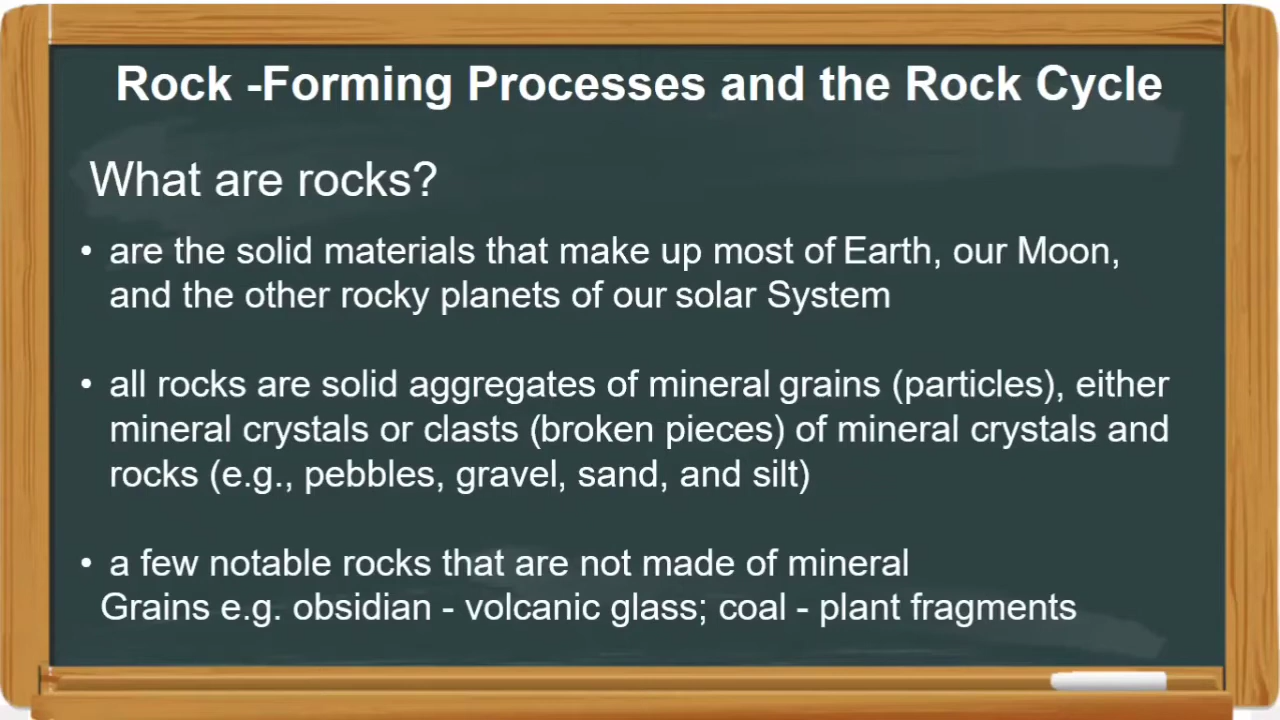 Rock -Forming Processes and the Rock Cycle
What are rocks?
• are the solid materials that make up most of Earth, our Moon,
and the other rocky planets of our solar System
• all rocks are solid aggregates of mineral grains (particles), either
mineral crystals or clasts (broken pieces) of mineral crystals and
rocks (e.g., pebbles, gravel, sand, and silt)
• a few notable rocks that are not made of mineral
Grains e.g. obsidian - volcanic glass; coal - plant fragments